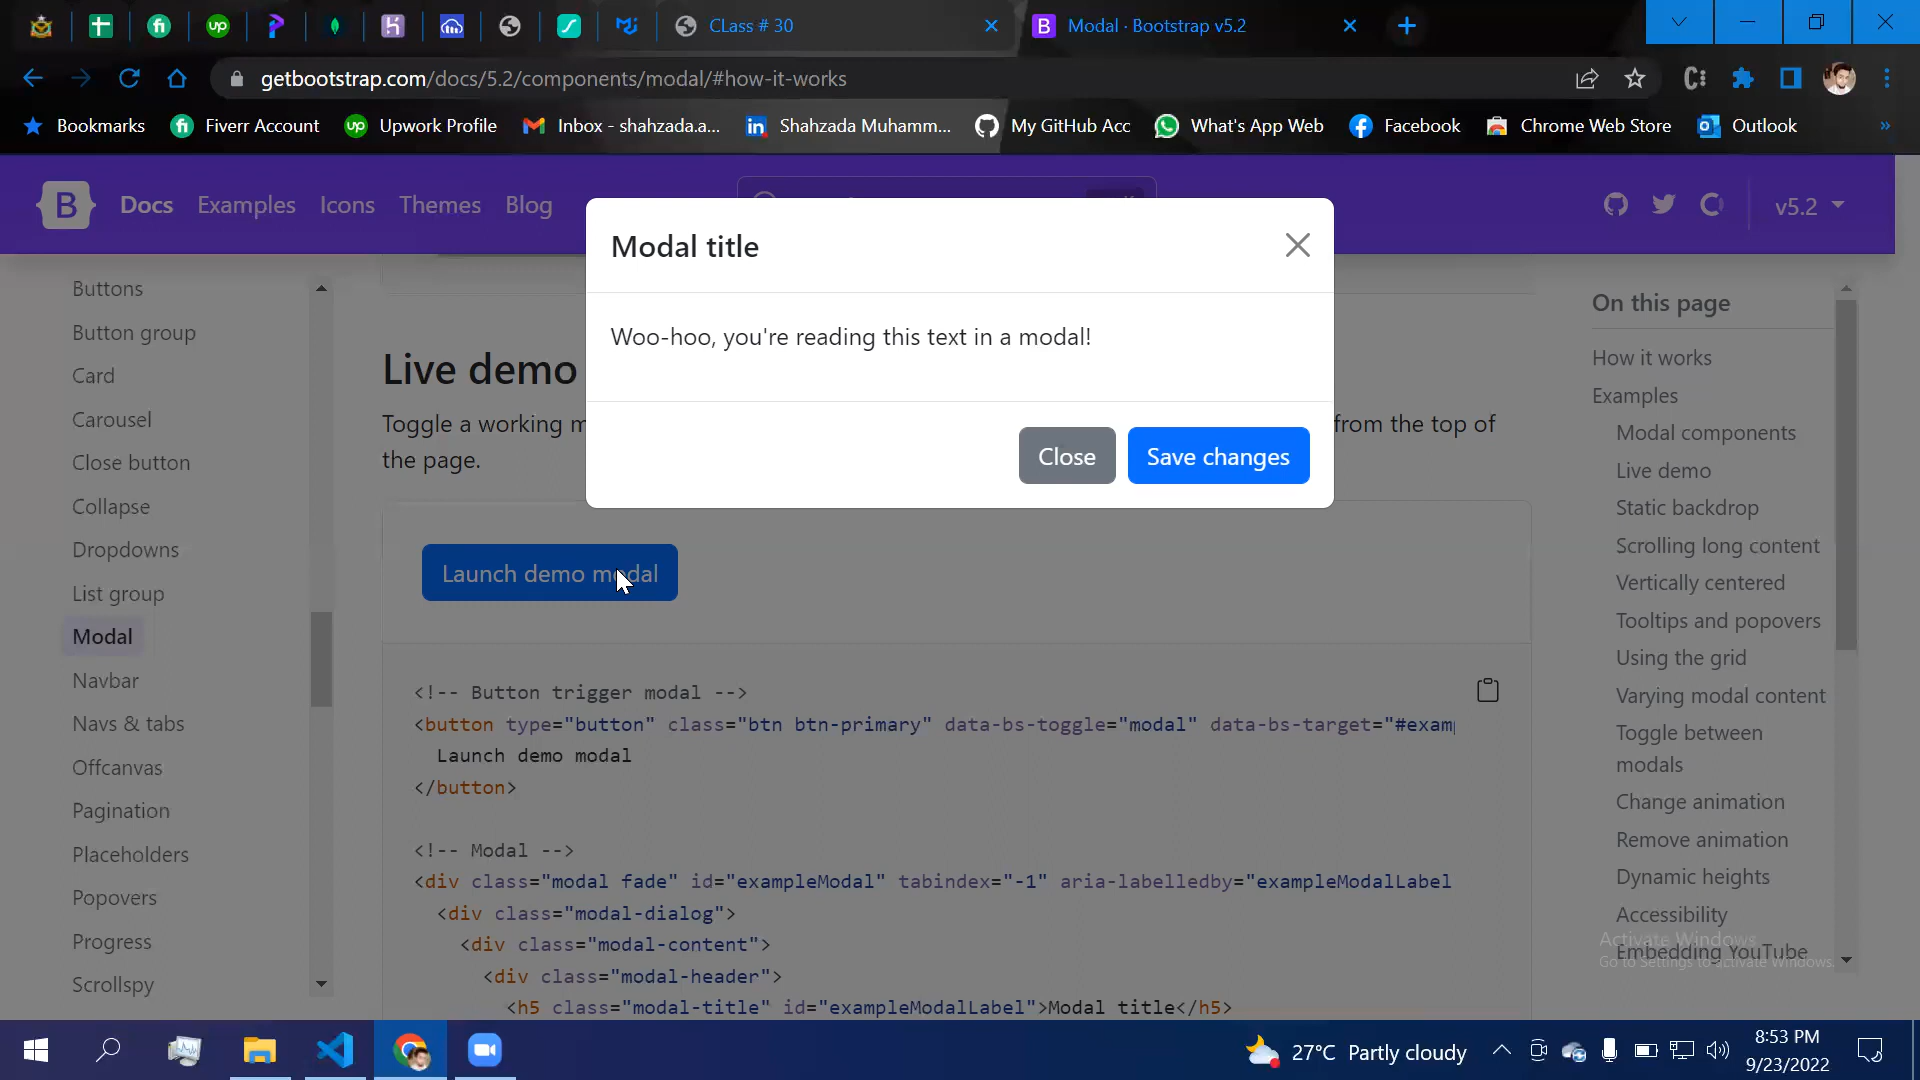 CLass # 30
Modal · Bootstrap v5.2
getbootstrap.com/docs/5.2/components/modal/#how-it-works
Bookmarks
Fiverr Account
Upwork Profile
Inbox - shahzada.a...
Shahzada Muhamm...
My GitHub Acc
What's App Web
Facebook
Chrome Web Store
Outlook
»
B
Docs
Examples
Icons
Themes
Blog
v5.2
Buttons
Button group
Card
Carousel
Close button
Collapse
Dropdowns
List group
Modal
Navbar
Navs & tabs
Offcanvas
Pagination
Placeholders
Popovers
Progress
Scrollspy
Modal title
Woo-hoo, you're reading this text in a modal!
Close
Save changes
Live demo
Toggle a working m
from the top of
the page.
Launch demo modal
<!-- Button trigger modal -->
<button type="button" class="btn btn-primary" data-bs-toggle="modal" data-bs-target="#exam
Launch demo modal
</button>
<!-- Modal -->
<div class="modal fade" id="exampleModal" tabindex="-1" aria-labelledby="exampleModalLabel
<div class="modal-dialog">
<div class="modal-content">
<div class="modal-header">
<h5 class="modal-title" id="exampleModalLabel">Modal title</h5>
On this page
How it works
Examples
Modal components
Live demo
Static backdrop
Scrolling long content
Vertically centered
Tooltips and popovers
Using the grid
Varying modal content
Toggle between
modals
Change animation
Remove animation
Dynamic heights
Accessibility
Embedding YouTube
Activate Windows
Go to Settings to activate Windows.
27°C Partly cloudy
8:53 PM
9/23/2022